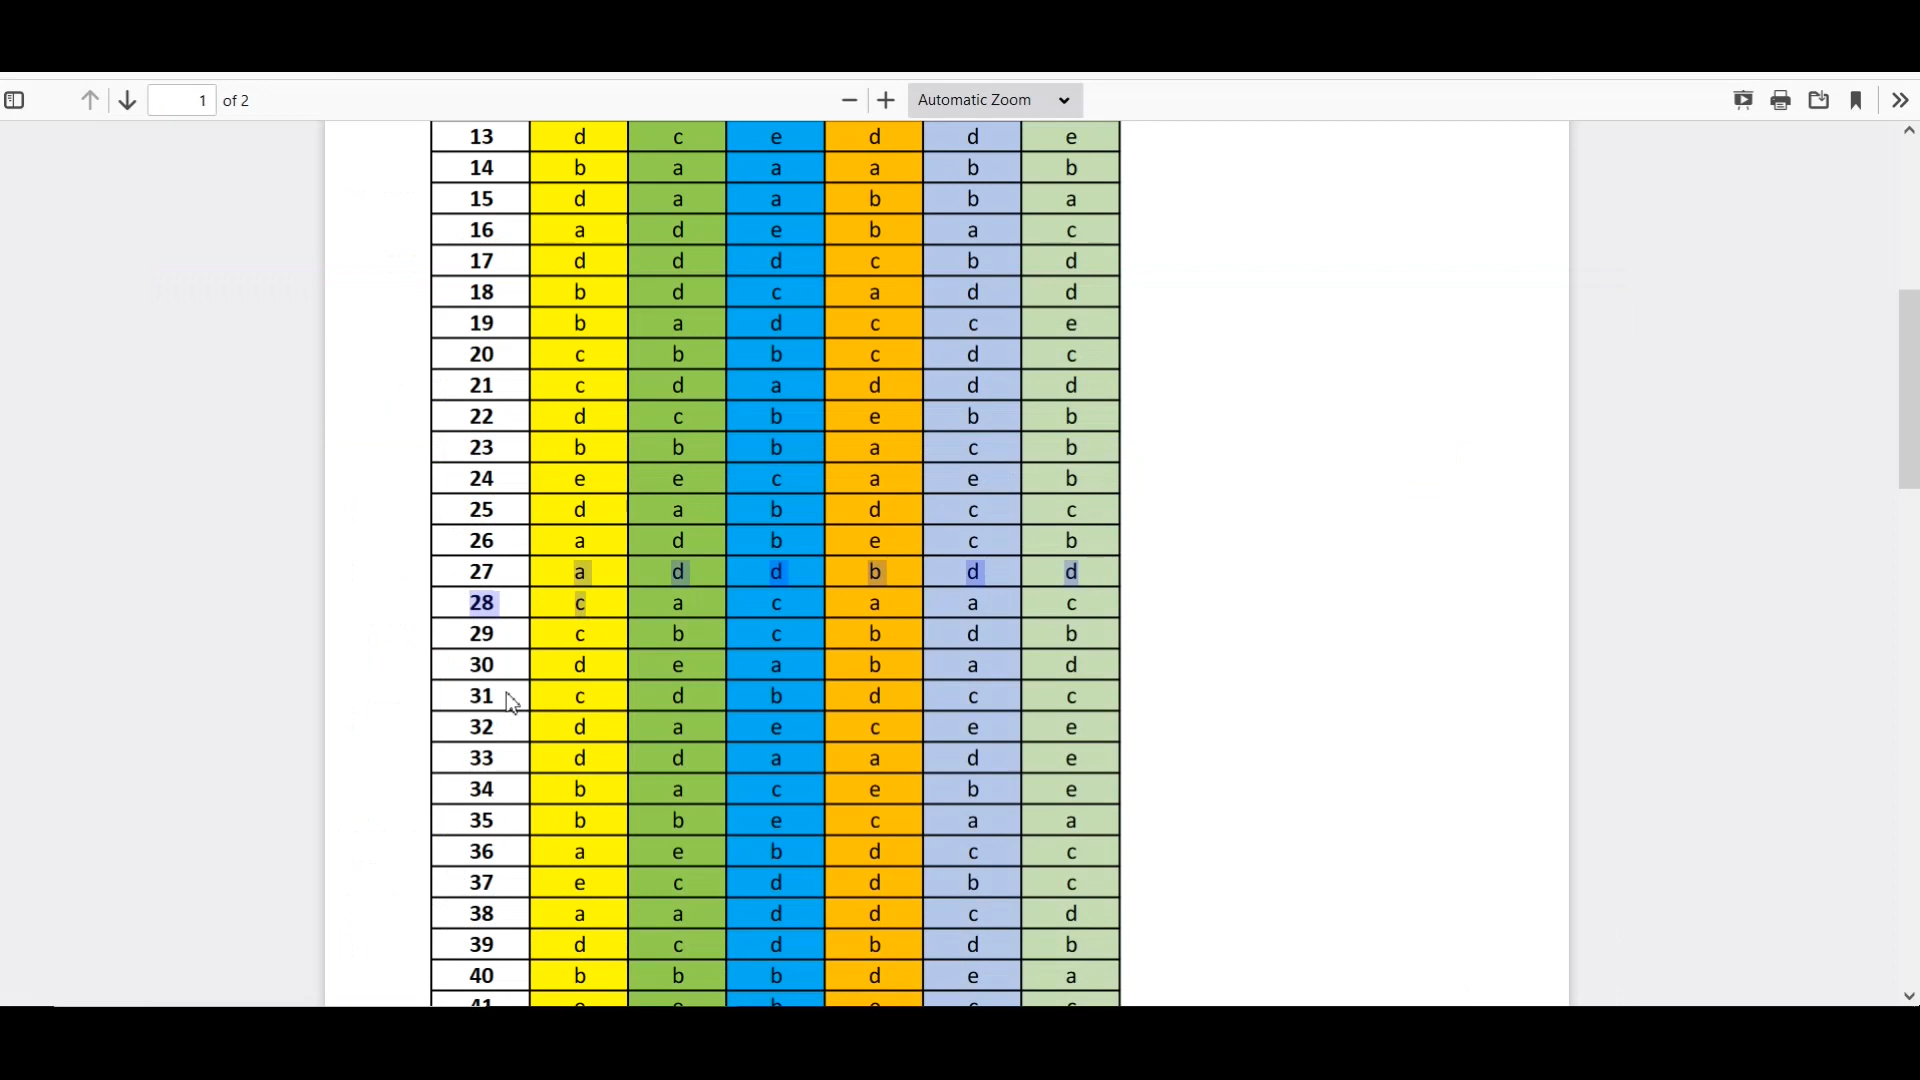 1 of 2 Automatic Zoom
13 d c e d d e
14 b a a a b b
15 d a a b b a
16 a d e b a c
17 d d d c b d
18 b d c a d d
19 b a d c c e
20 c b b c d c
21 c d a d d d
22 d c b e b b
23 b b b a c b
24 e e c a e b
25 d a b d c c
26 a d b e c b
27 a d d b d d
28 c a c a a c
29 c b c b d b
30 d e a b a d
31 c d b d c c
32 d a e c e e
33 d d a a d e
34 b a c e b e
35 b b e c a a
36 a e b d c c
37 e c d d b c
38 a a d d c d
39 d c d b d b
40 b b b d e a
41